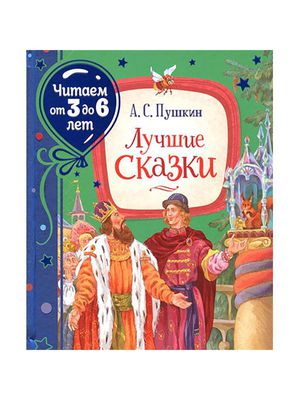 Читаем
от 3 до 6
лет
А. С. Пушкин
Лучшие
сказки